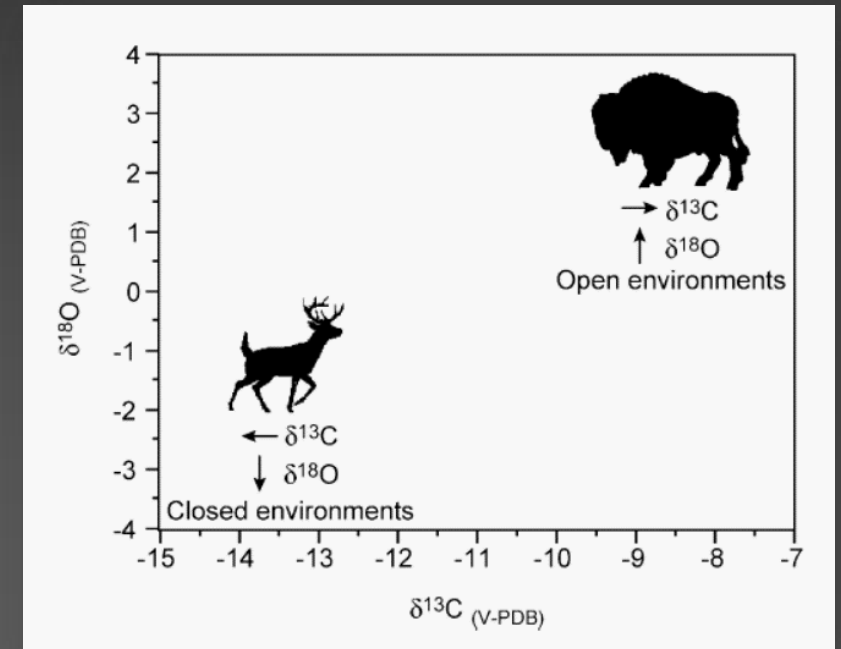 4
3
2
1
0
-1
-2
-3
-4
δ18O (V-PDB)
→ δ13C
↑ δ18O
Open environments
← δ13C
↓ δ18O
Closed environments
-15 -14 -13 -12 -11 -10 -9 -8 -7
δ13C (V-PDB)